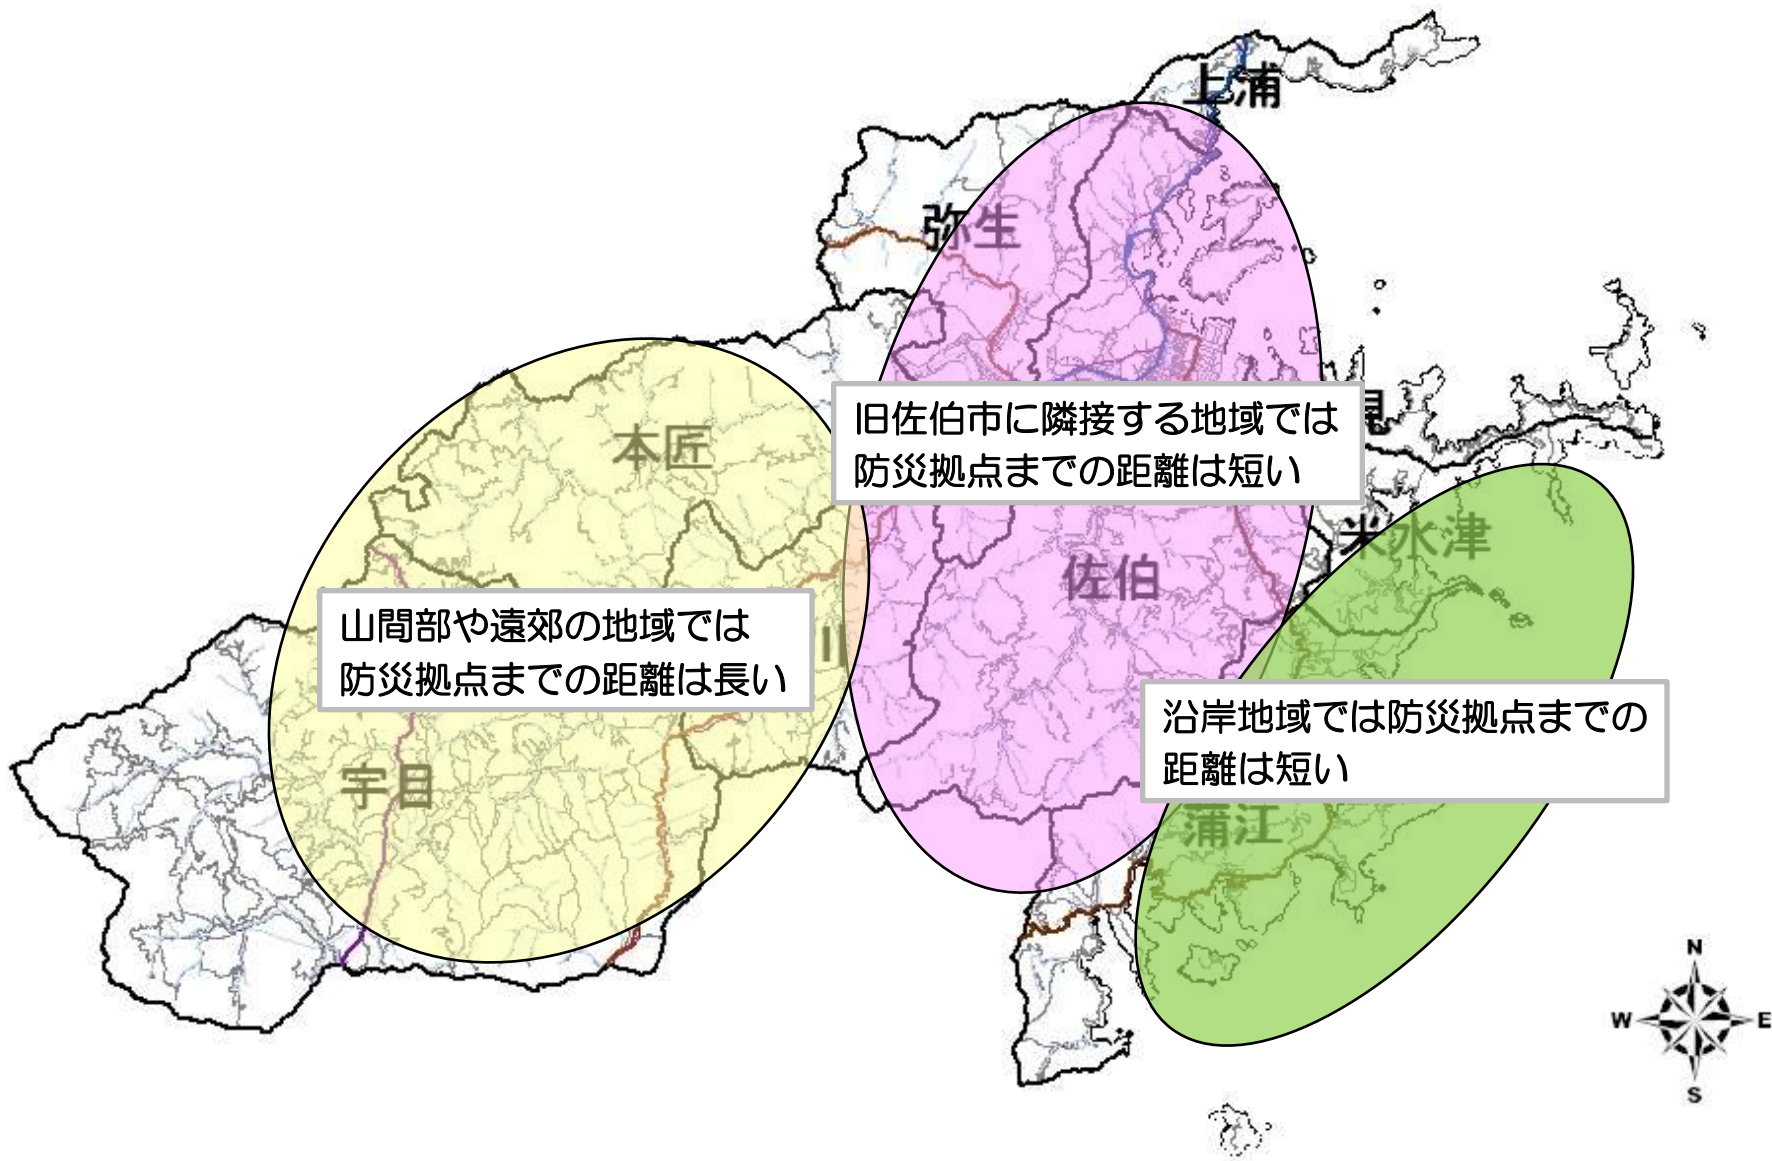 上浦
弥生
旧佐伯市に隣接する地域では
防災拠点までの距離は短い
本匠
米水津
佐伯
山間部や遠郊の地域では
防災拠点までの距離は長い
沿岸地域では防災拠点までの
距離は短い
宇目
蒲江
N
W
E
S